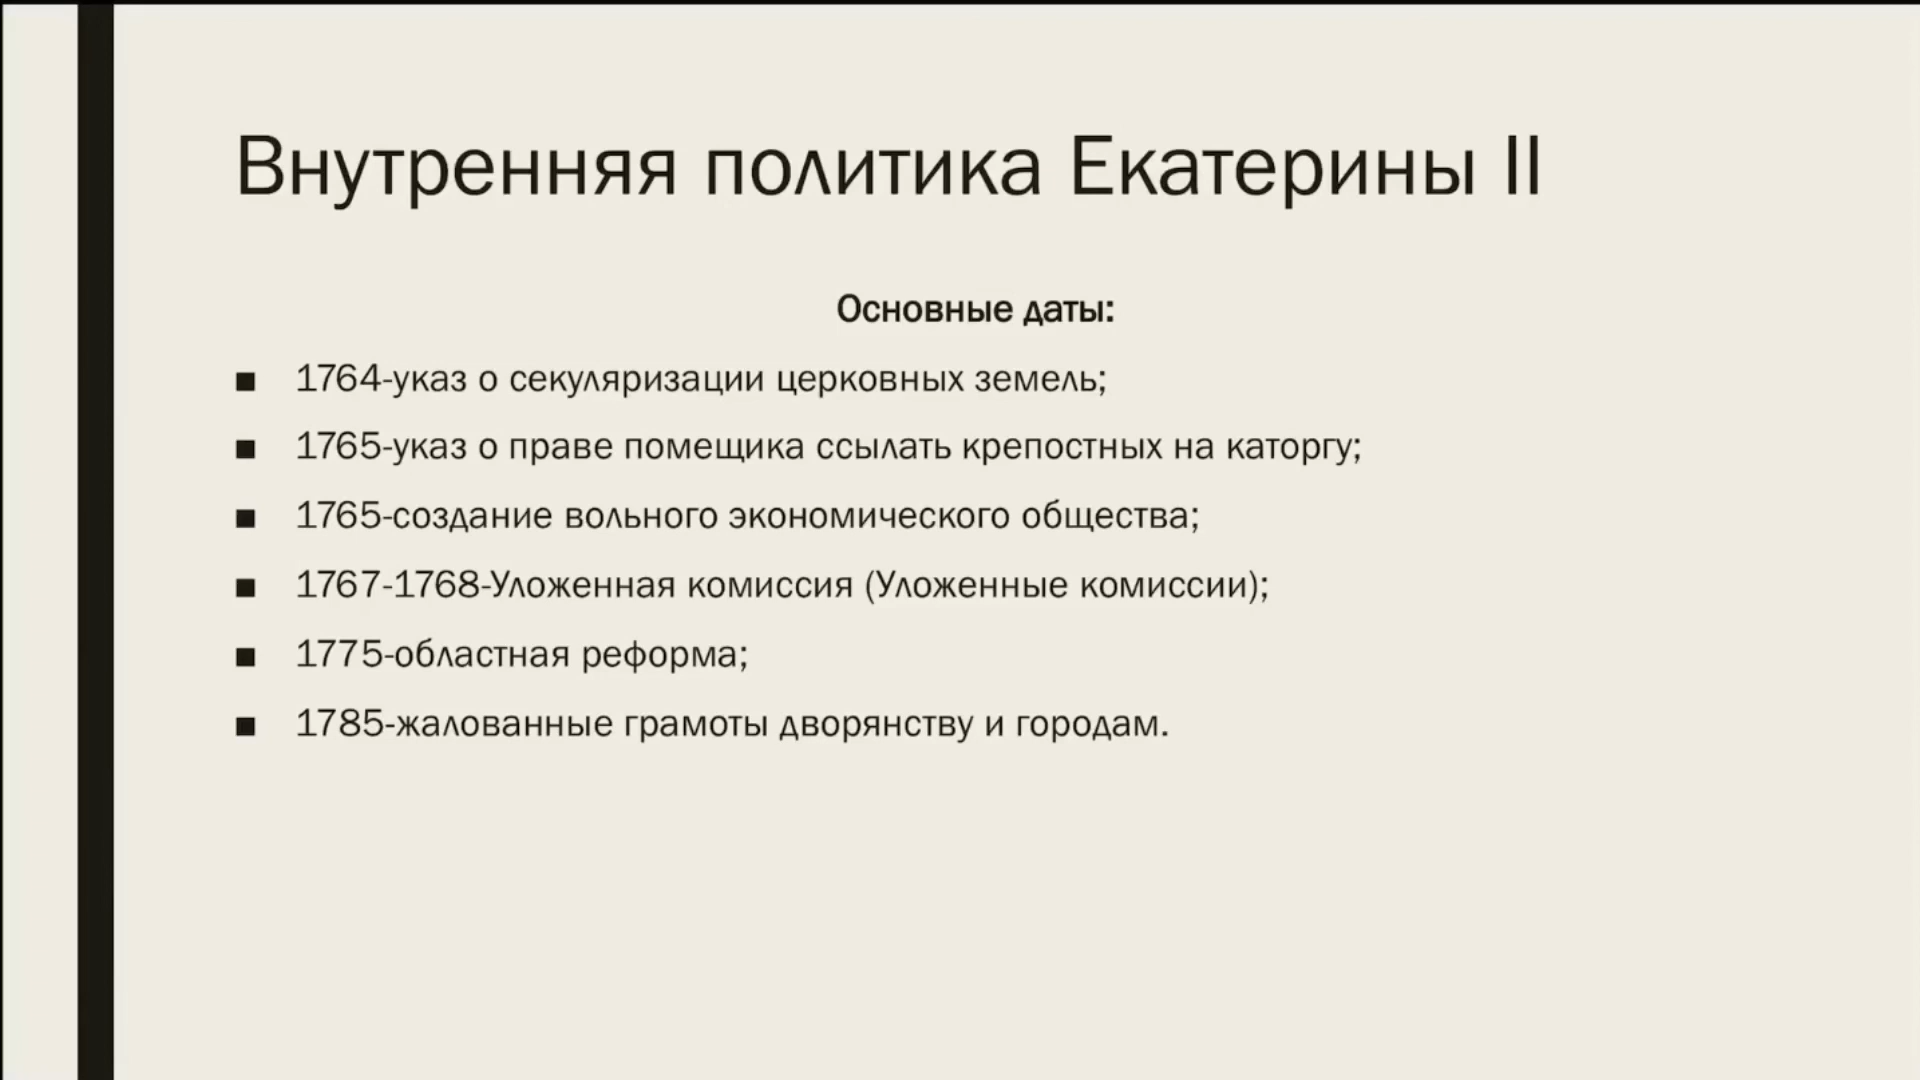 Внутренняя политика Екатерины II
Основные даты:
■ 1764-указ о секуляризации церковных земель;
■ 1765-указ о праве помещика ссылать крепостных на каторгу;
■ 1765-создание вольного экономического общества;
■ 1767-1768-Уложенная комиссия (Уложенные комиссии);
■ 1775-областная реформа;
■ 1785-жалованные грамоты дворянству и городам.